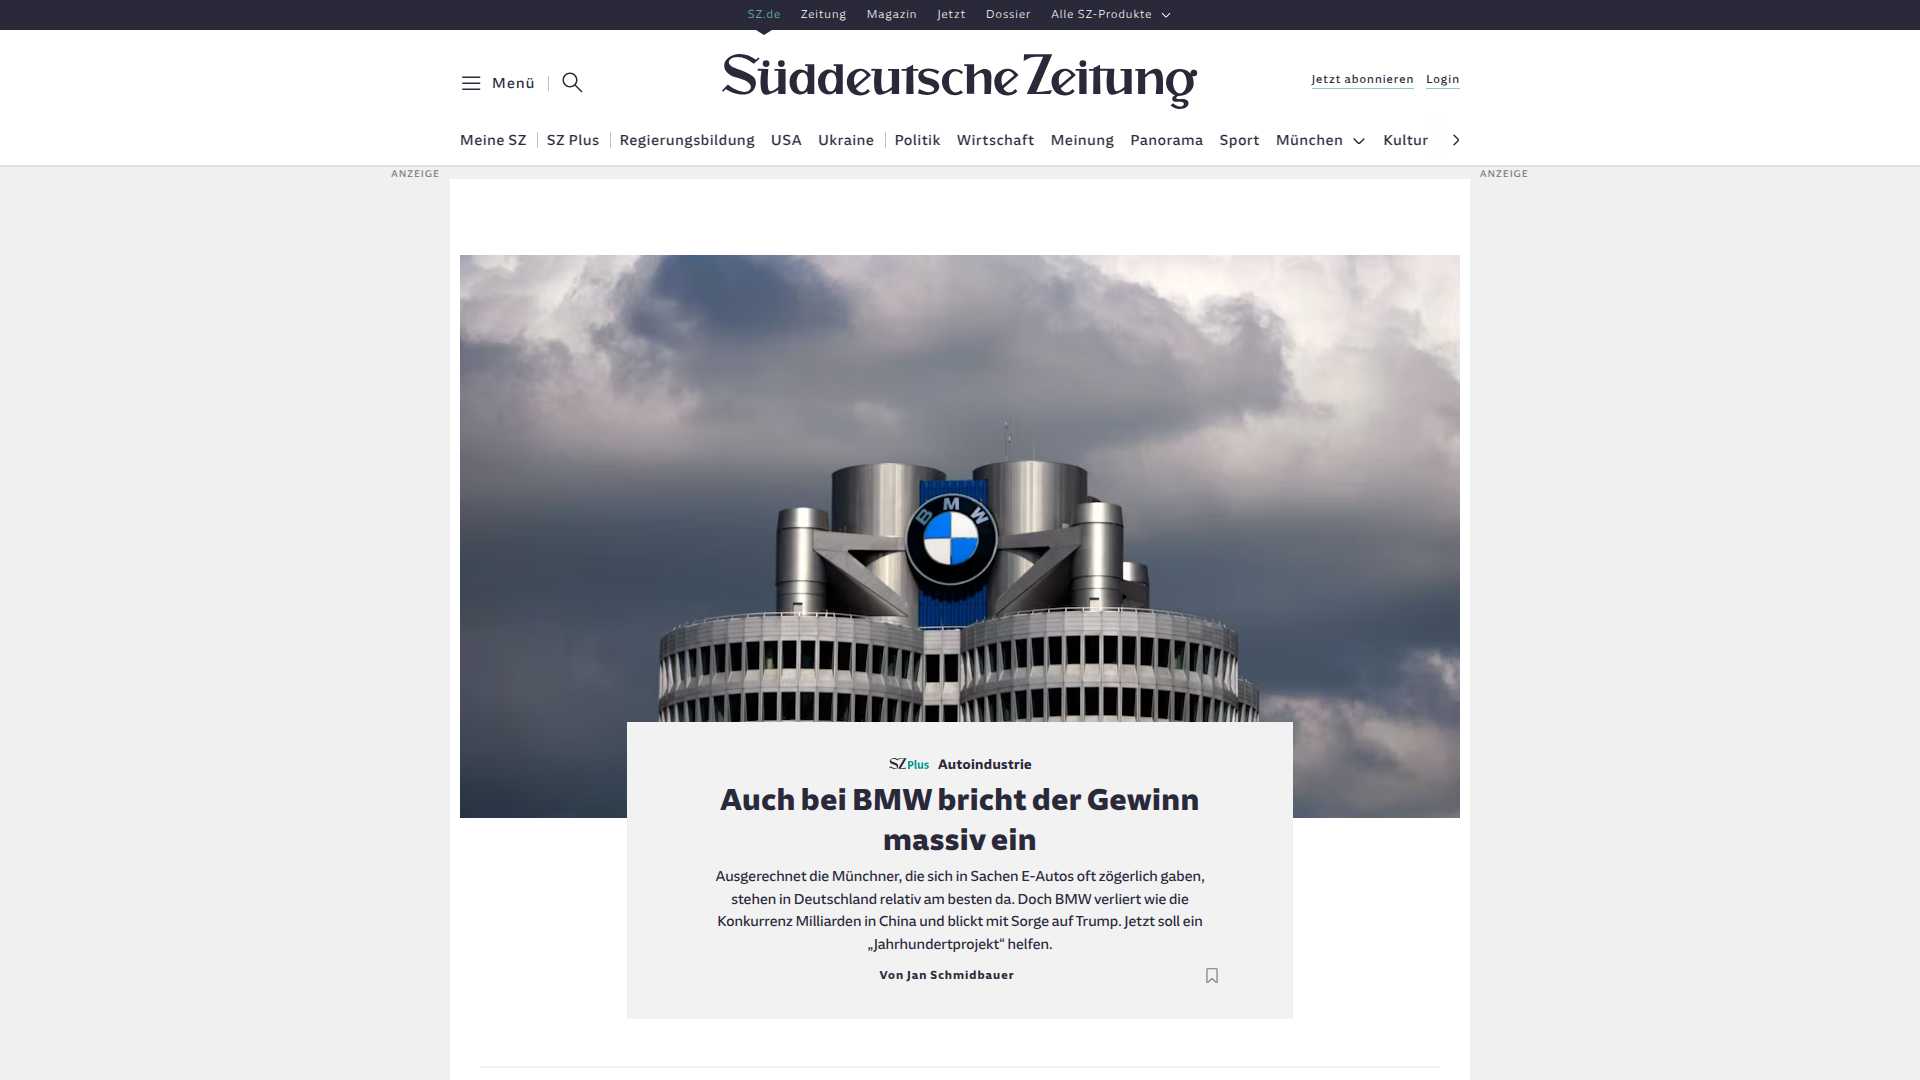 SZ.de Zeitung Magazin Jetzt Dossier Alle SZ-Produkte
Menü
Süddeutsche Zeitung
Jetzt abonnieren Login
Meine SZ SZ Plus Regierungsbildung USA Ukraine Politik Wirtschaft Meinung Panorama Sport München Kultur
ANZEIGE
ANZEIGE
BMW
SZ Plus Autoindustrie
Auch bei BMW bricht der Gewinn
massiv ein
Ausgerechnet die Münchner, die sich in Sachen E-Autos oft zögerlich gaben,
stehen in Deutschland relativ am besten da. Doch BMW verliert wie die
Konkurrenz Milliarden in China und blickt mit Sorge auf Trump. Jetzt soll ein
„Jahrhundertprojekt“ helfen.
Von Jan Schmidbauer